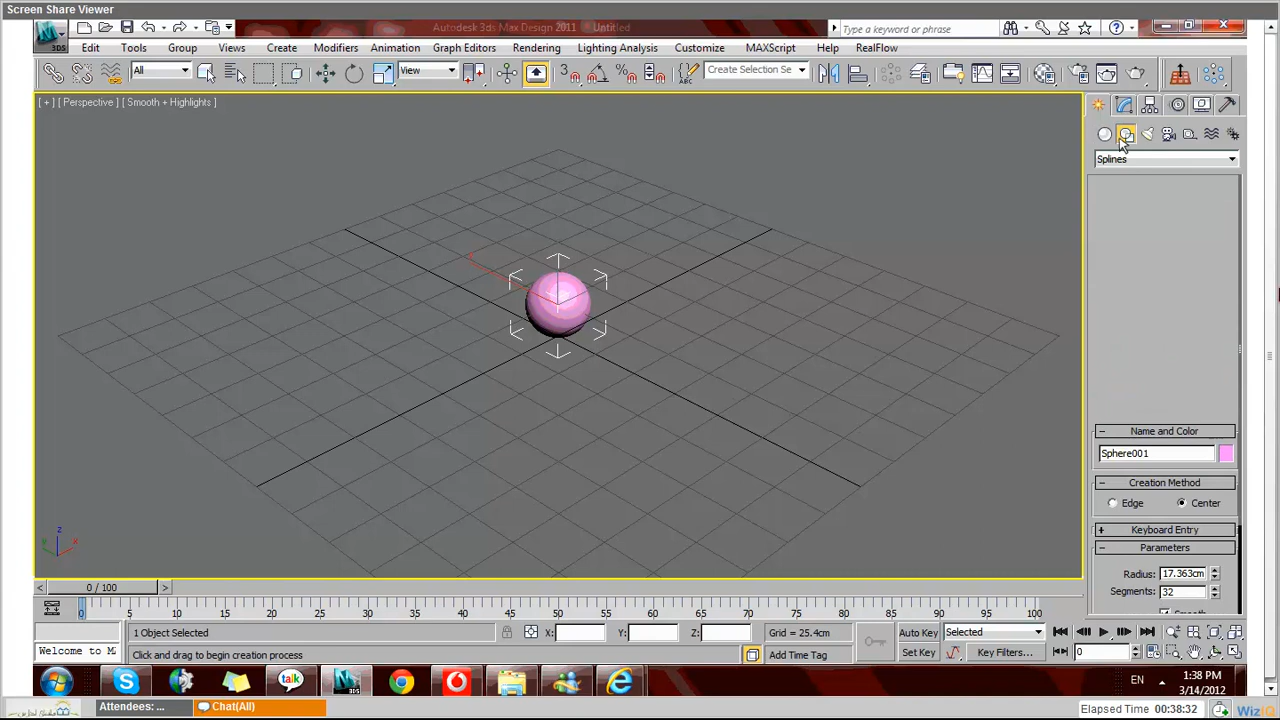 Screen Share Viewer
Autodesk 3ds Max Design 2011 Untitled
Type a keyword or phrase
3DS
Edit Tools Group Views Create Modifiers Animation Graph Editors Rendering Lighting Analysis Customize MAXScript Help RealFlow
All View 3 Create Selection Se
[ + ] [ Perspective ] [ Smooth + Highlights ]
Splines
Name and Color
Sphere001
Creation Method
Edge Center
Keyboard Entry
Parameters
Radius: 17.363cm
Segments: 32
Smooth
z
x
0 / 100
0 5 10 15 20 25 30 35 40 45 50 55 60 65 70 75 80 85 90 95 100
1 Object Selected X: Y: Z: Grid = 25.4cm Auto Key Selected
Welcome to M Click and drag to begin creation process Add Time Tag Set Key Key Filters... 0
talk 3DS EN 1:38 PM
3/14/2012
Attendees: ... Chat(All) Elapsed Time 00:38:32 WizIQ